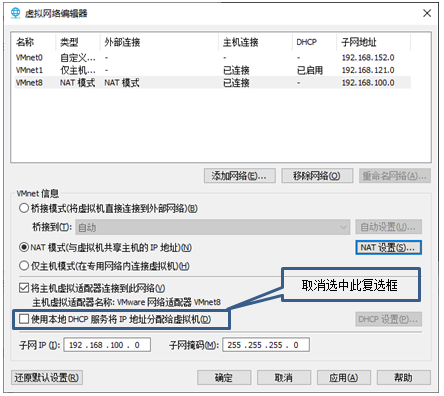 虚拟网络编辑器
名称 类型 外部连接 主机连接 DHCP 子网地址
VMnet0 自定义... - - - 192.168.152.0
VMnet1 仅主机... - 已连接 已启用 192.168.121.0
VMnet8 NAT 模式 NAT 模式 已连接 - 192.168.100.0
添加网络(E)... 移除网络(O) 重命名网络(A)...
VMnet 信息
桥接模式(将虚拟机直接连接到外部网络)(B)
桥接到(T): 自动 自动设置(U)...
NAT 模式(与虚拟机共享主机的 IP 地址)(N) NAT 设置(S)...
仅主机模式(在专用网络内连接虚拟机)(H)
取消选中此复选框
将主机虚拟适配器连接到此网络(V)
主机虚拟适配器名称: VMware 网络适配器 VMnet8
使用本地 DHCP 服务将 IP 地址分配给虚拟机(D) DHCP 设置(P)...
子网 IP (I): 192 . 168 . 100 . 0 子网掩码(M): 255 . 255 . 255 . 0
还原默认设置(R) 确定 取消 应用(A) 帮助